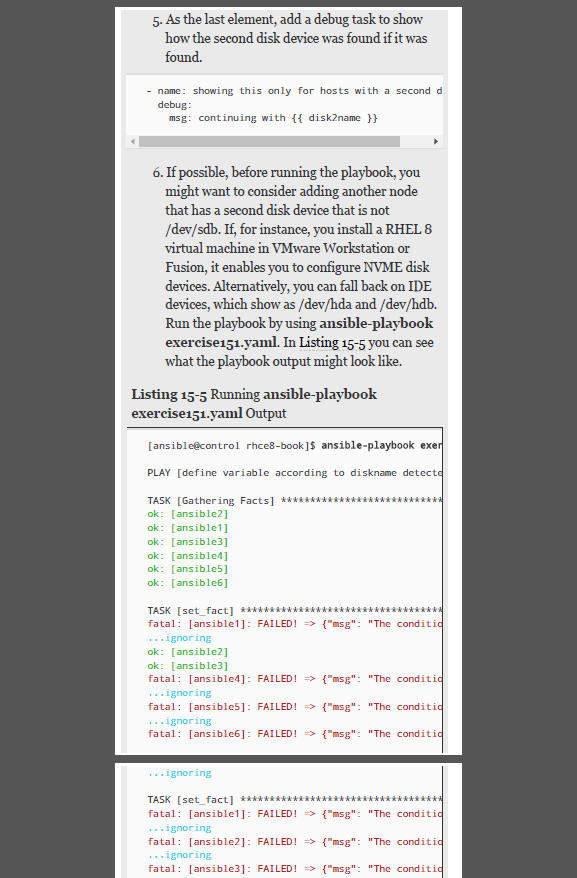 5. As the last element, add a debug task to show
how the second disk device was found if it was
found.
- name: showing this only for hosts with a second d
debug:
msg: continuing with {{ disk2name }}
6. If possible, before running the playbook, you
might want to consider adding another node
that has a second disk device that is not
/dev/sdb. If, for instance, you install a RHEL 8
virtual machine in VMware Workstation or
Fusion, it enables you to configure NVME disk
devices. Alternatively, you can fall back on IDE
devices, which show as /dev/hda and /dev/hdb.
Run the playbook by using ansible-playbook
exercise151.yaml. In Listing 15-5 you can see
what the playbook output might look like.
Listing 15-5 Running ansible-playbook
exercise151.yaml Output
[ansible@control rhce8-book]$ ansible-playbook exer
PLAY [define variable according to diskname detecte
TASK [Gathering Facts] ****************************
ok: [ansible2]
ok: [ansible1]
ok: [ansible3]
ok: [ansible4]
ok: [ansible5]
ok: [ansible6]
TASK [set_fact] ***********************************
fatal: [ansible1]: FAILED! => {"msg": "The conditio
...ignoring
ok: [ansible2]
ok: [ansible3]
fatal: [ansible4]: FAILED! => {"msg": "The conditio
...ignoring
fatal: [ansible5]: FAILED! => {"msg": "The conditio
...ignoring
fatal: [ansible6]: FAILED! => {"msg": "The conditio
...ignoring
TASK [set_fact] ***********************************
fatal: [ansible1]: FAILED! => {"msg": "The conditio
...ignoring
fatal: [ansible2]: FAILED! => {"msg": "The conditio
...ignoring
fatal: [ansible3]: FAILED! => {"msg": "The conditio